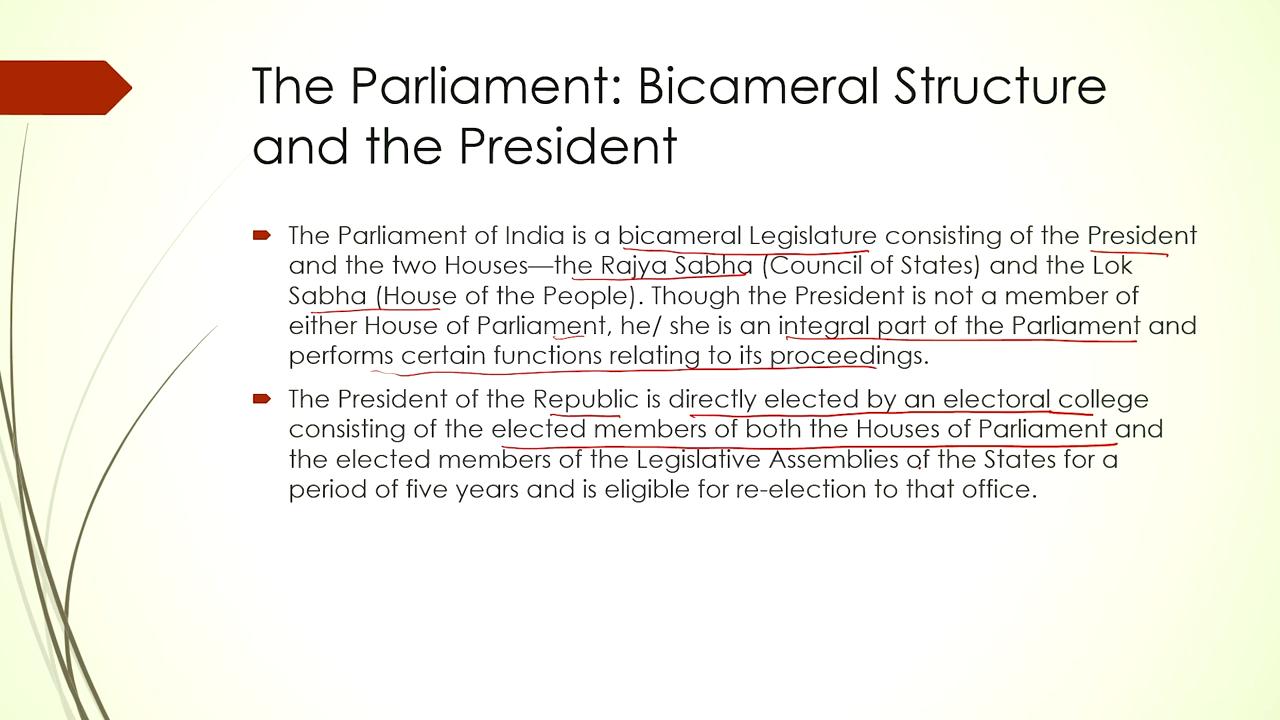 The Parliament: Bicameral Structure
and the President
The Parliament of India is a bicameral Legislature consisting of the President
and the two Houses—the Rajya Sabha (Council of States) and the Lok
Sabha (House of the People). Though the President is not a member of
either House of Parliament, he/ she is an integral part of the Parliament and
performs certain functions relating to its proceedings.
The President of the Republic is directly elected by an electoral college
consisting of the elected members of both the Houses of Parliament and
the elected members of the Legislative Assemblies of the States for a
period of five years and is eligible for re-election to that office.